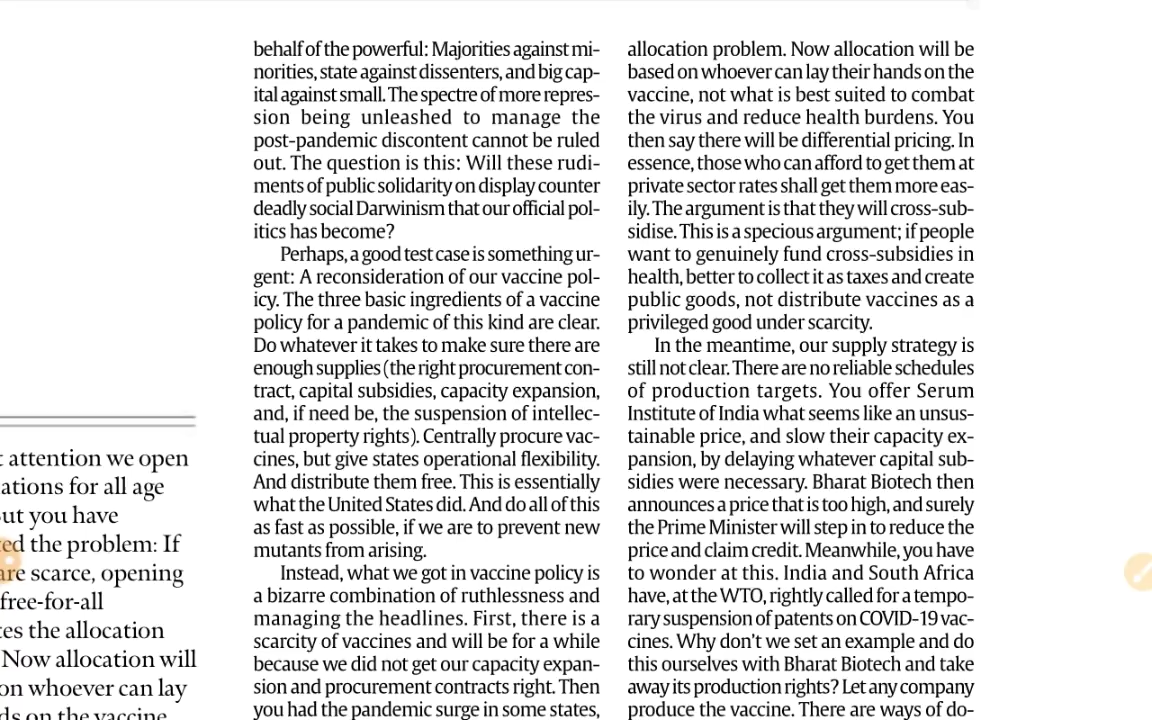 t attention we open
ations for all age
ut you have
ed the problem: If
are scarce, opening
free-for-all
tes the allocation
Now allocation will
on whoever can lay
ds on the vaccine
behalf of the powerful: Majorities against mi-
norities, state against dissenters, and big cap-
ital against small. The spectre of more repres-
sion being unleashed to manage the
post-pandemic discontent cannot be ruled
out. The question is this: Will these rudi-
ments of public solidarity on display counter
deadly social Darwinism that our official pol-
itics has become?
Perhaps, a good test case is something ur-
gent: A reconsideration of our vaccine pol-
icy. The three basic ingredients of a vaccine
policy for a pandemic of this kind are clear.
Do whatever it takes to make sure there are
enough supplies (the right procurement con-
tract, capital subsidies, capacity expansion,
and, if need be, the suspension of intellec-
tual property rights). Centrally procure vac-
cines, but give states operational flexibility.
And distribute them free. This is essentially
what the United States did. And do all of this
as fast as possible, if we are to prevent new
mutants from arising.
Instead, what we got in vaccine policy is
a bizarre combination of ruthlessness and
managing the headlines. First, there is a
scarcity of vaccines and will be for a while
because we did not get our capacity expan-
sion and procurement contracts right. Then
you had the pandemic surge in some states,
allocation problem. Now allocation will be
based on whoever can lay their hands on the
vaccine, not what is best suited to combat
the virus and reduce health burdens. You
then say there will be differential pricing. In
essence, those who can afford to get them at
private sector rates shall get them more eas-
ily. The argument is that they will cross-sub-
sidise. This is a specious argument; if people
want to genuinely fund cross-subsidies in
health, better to collect it as taxes and create
public goods, not distribute vaccines as a
privileged good under scarcity.
In the meantime, our supply strategy is
still not clear. There are no reliable schedules
of production targets. You offer Serum
Institute of India what seems like an unsus-
tainable price, and slow their capacity ex-
pansion, by delaying whatever capital sub-
sidies were necessary. Bharat Biotech then
announces a price that is too high, and surely
the Prime Minister will step in to reduce the
price and claim credit. Meanwhile, you have
to wonder at this. India and South Africa
have, at the WTO, rightly called for a tempo-
rary suspension of patents on COVID-19 vac-
cines. Why don't we set an example and do
this ourselves with Bharat Biotech and take
away its production rights? Let any company
produce the vaccine. There are ways of do-